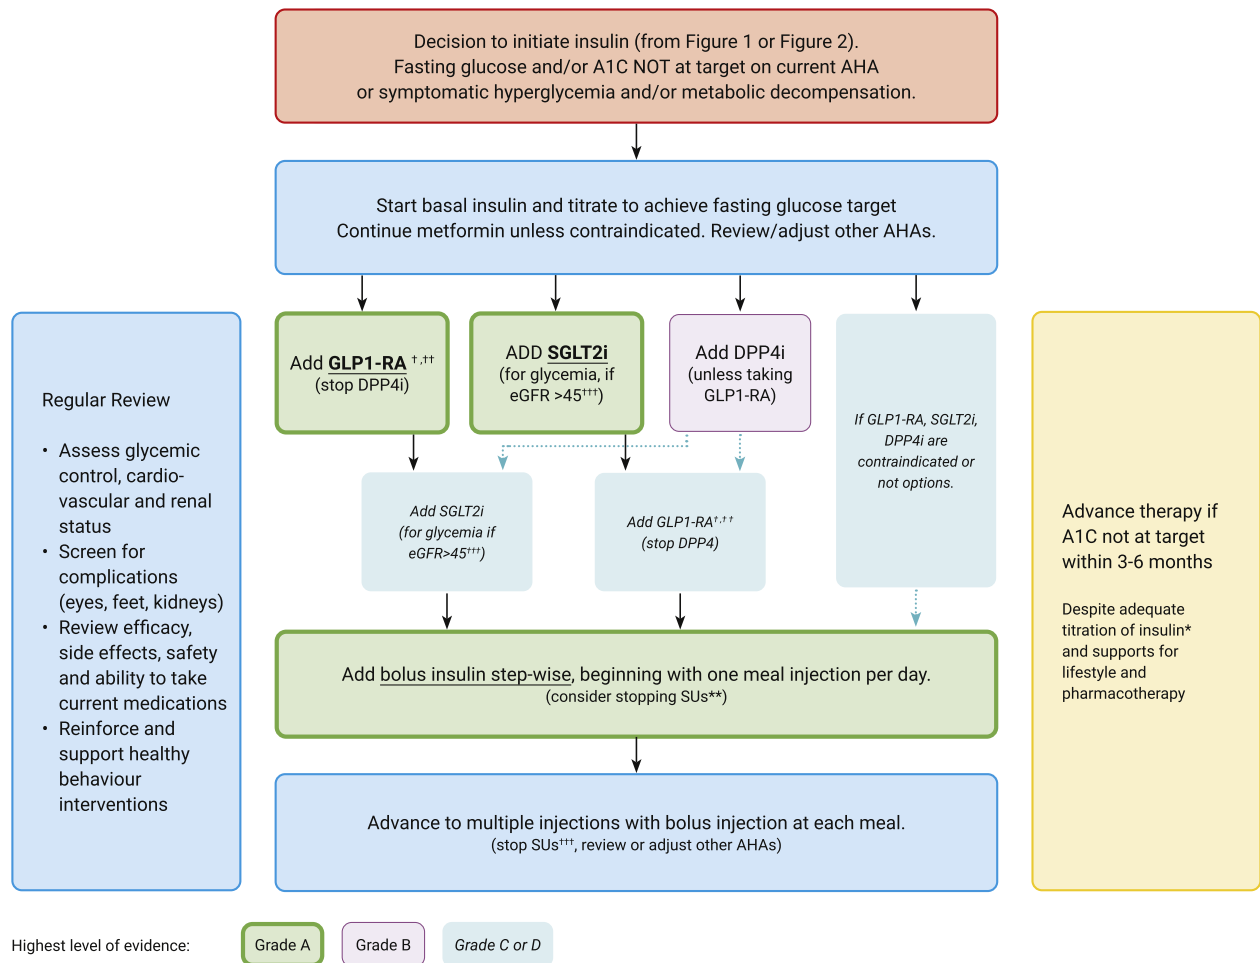 Decision to initiate insulin (from Figure 1 or Figure 2).
Fasting glucose and/or A1C NOT at target on current AHA
or symptomatic hyperglycemia and/or metabolic decompensation.
Start basal insulin and titrate to achieve fasting glucose target
Continue metformin unless contraindicated. Review/adjust other AHAs.
Regular Review
• Assess glycemic
control, cardio-
vascular and renal
status
• Screen for
complications
(eyes, feet, kidneys)
• Review efficacy,
side effects, safety
and ability to take
current medications
• Reinforce and
support healthy
behaviour
interventions
Add GLP1-RA †,††
(stop DPP4i)
ADD SGLT2i
(for glycemia, if
eGFR >45†††)
Add DPP4i
(unless taking
GLP1-RA)
If GLP1-RA, SGLT2i,
DPP4i are
contraindicated or
not options.
Add SGLT2i
(for glycemia if
eGFR>45†††)
Add GLP1-RA†,††
(stop DPP4)
Add bolus insulin step-wise, beginning with one meal injection per day.
(consider stopping SUs**)
Advance to multiple injections with bolus injection at each meal.
(stop SUs†††, review or adjust other AHAs)
Advance therapy if
A1C not at target
within 3-6 months
Despite adequate
titration of insulin*
and supports for
lifestyle and
pharmacotherapy
Highest level of evidence:
Grade A
Grade B
Grade C or D